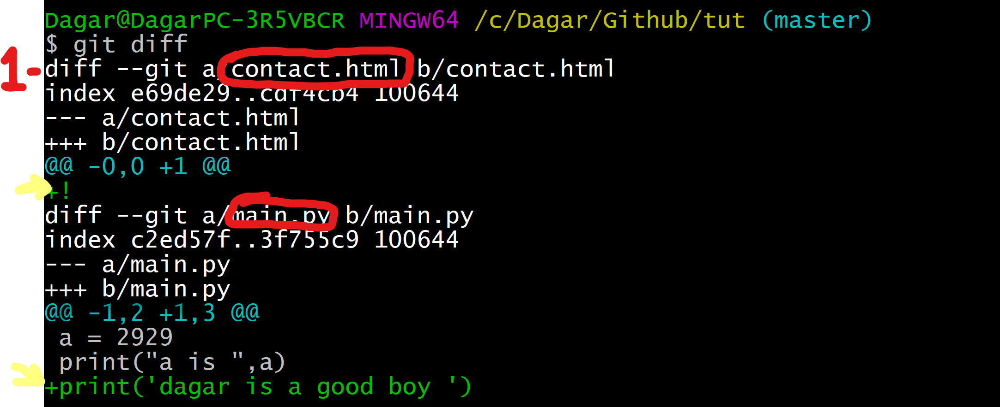 Dagar@DagarPC-3R5VBCR MINGW64 /c/Dagar/Github/tut (master)
$ git diff
1- diff --git a/contact.html b/contact.html
index e69de29..cdf4cb4 100644
--- a/contact.html
+++ b/contact.html
@@ -0,0 +1 @@
+!
diff --git a/main.py b/main.py
index c2ed57f..3f755c9 100644
--- a/main.py
+++ b/main.py
@@ -1,2 +1,3 @@
 a = 2929
 print("a is ",a)
+print('dagar is a good boy ')